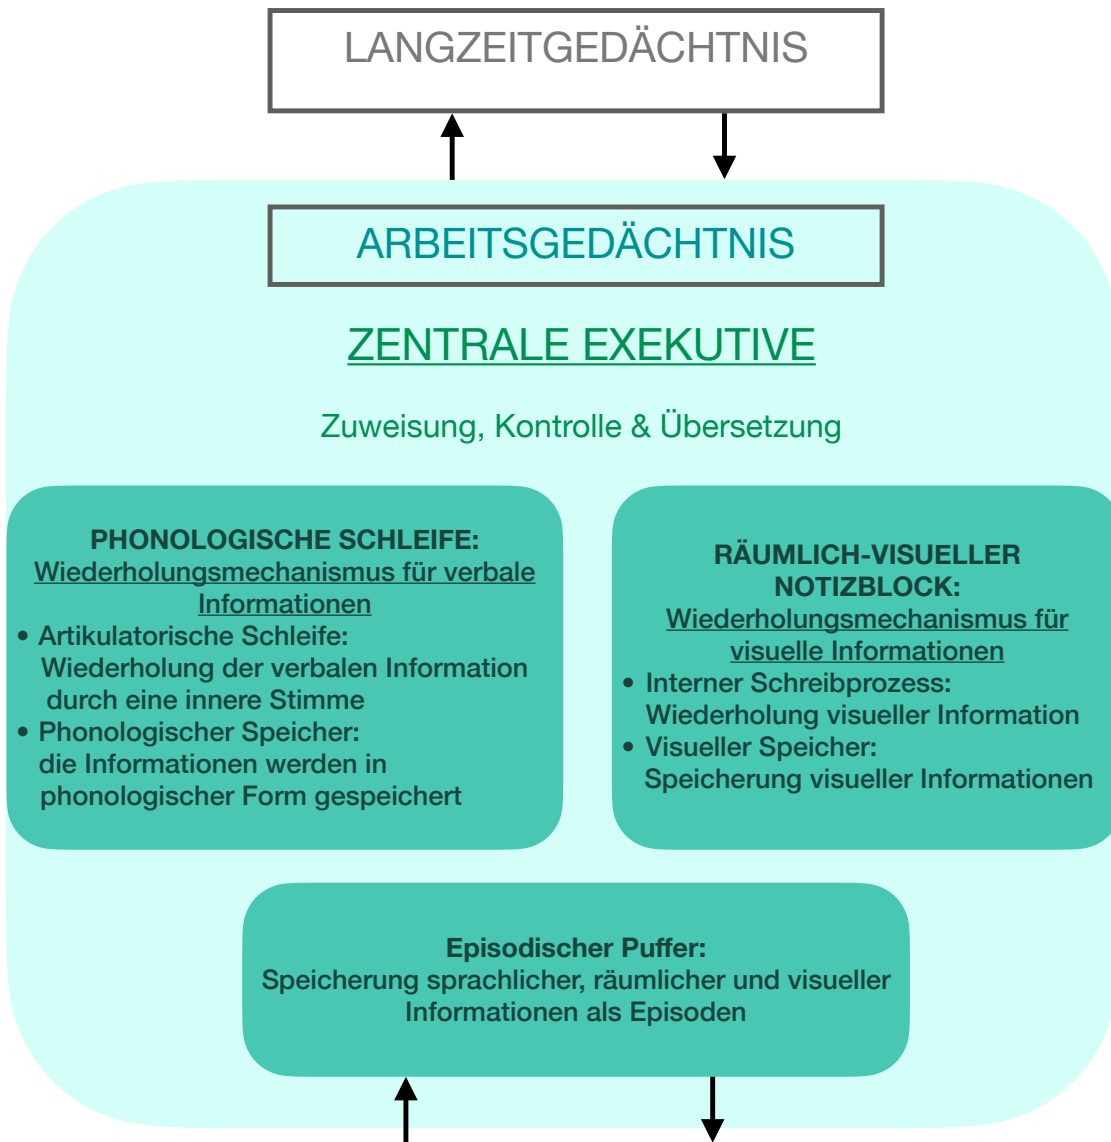 LANGZEITGEDÄCHTNIS
ARBEITSGEDÄCHTNIS
ZENTRALE EXEKUTIVE
Zuweisung, Kontrolle & Übersetzung
PHONOLOGISCHE SCHLEIFE:
Wiederholungsmechanismus für verbale
Informationen
• Artikulatorische Schleife:
Wiederholung der verbalen Information
durch eine innere Stimme
• Phonologischer Speicher:
die Informationen werden in
phonologischer Form gespeichert
RÄUMLICH-VISUELLER
NOTIZBLOCK:
Wiederholungsmechanismus für
visuelle Informationen
• Interner Schreibprozess:
Wiederholung visueller Information
• Visueller Speicher:
Speicherung visueller Informationen
Episodischer Puffer:
Speicherung sprachlicher, räumlicher und visueller
Informationen als Episoden